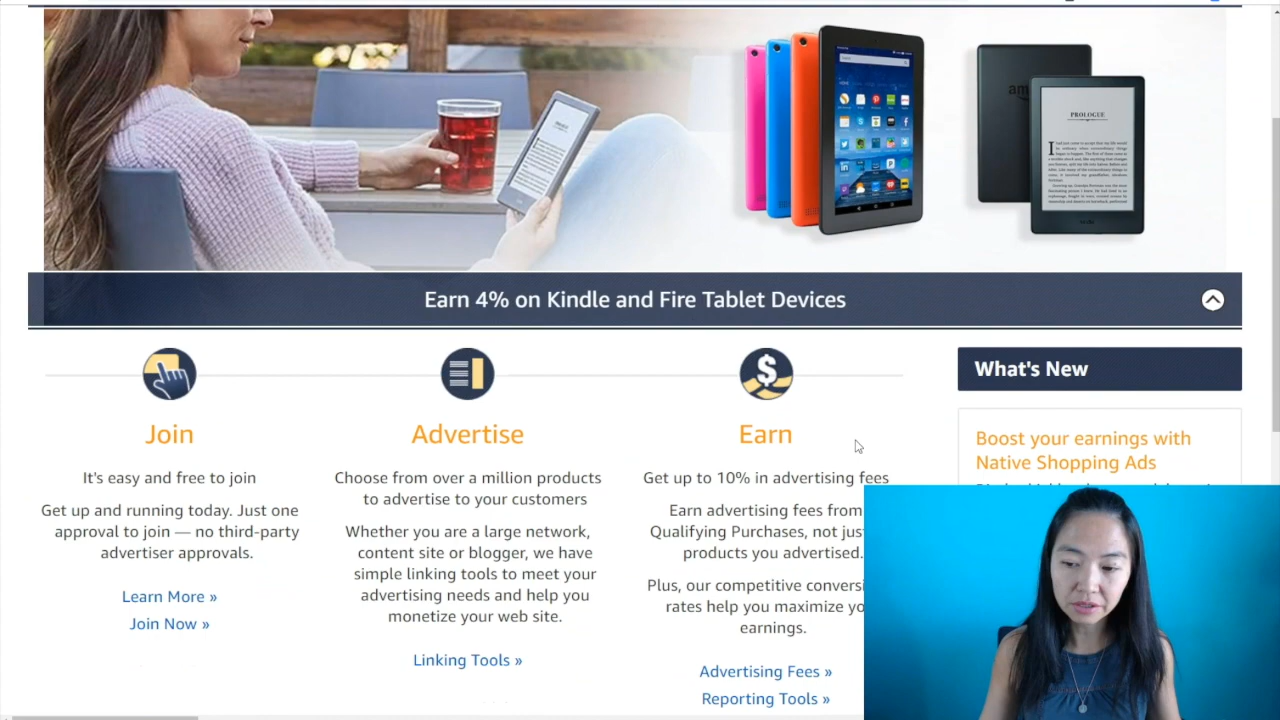 am
PROLOGUE
Earn 4% on Kindle and Fire Tablet Devices
Join
It's easy and free to join
Get up and running today. Just one
approval to join — no third-party
advertiser approvals.
Learn More »
Join Now »
Advertise
Choose from over a million products
to advertise to your customers
Whether you are a large network,
content site or blogger, we have
simple linking tools to meet your
advertising needs and help you
monetize your web site.
Linking Tools »
Earn
Get up to 10% in advertising fees
Earn advertising fees from
Qualifying Purchases, not jus
products you advertised.
Plus, our competitive conversi
rates help you maximize yo
earnings.
Advertising Fees »
Reporting Tools »
What's New
Boost your earnings with
Native Shopping Ads